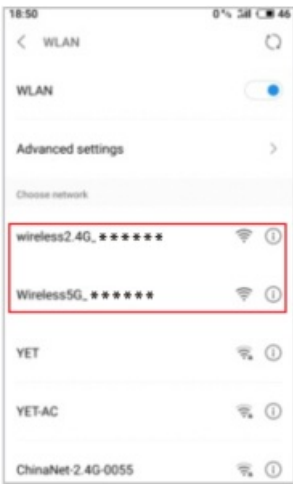 18:50 0% 46
WLAN
WLAN
Advanced settings
Choose network
wireless2.4G_******
Wireless5G_******
YET
YET-AC
ChinaNet-2.4G-0055